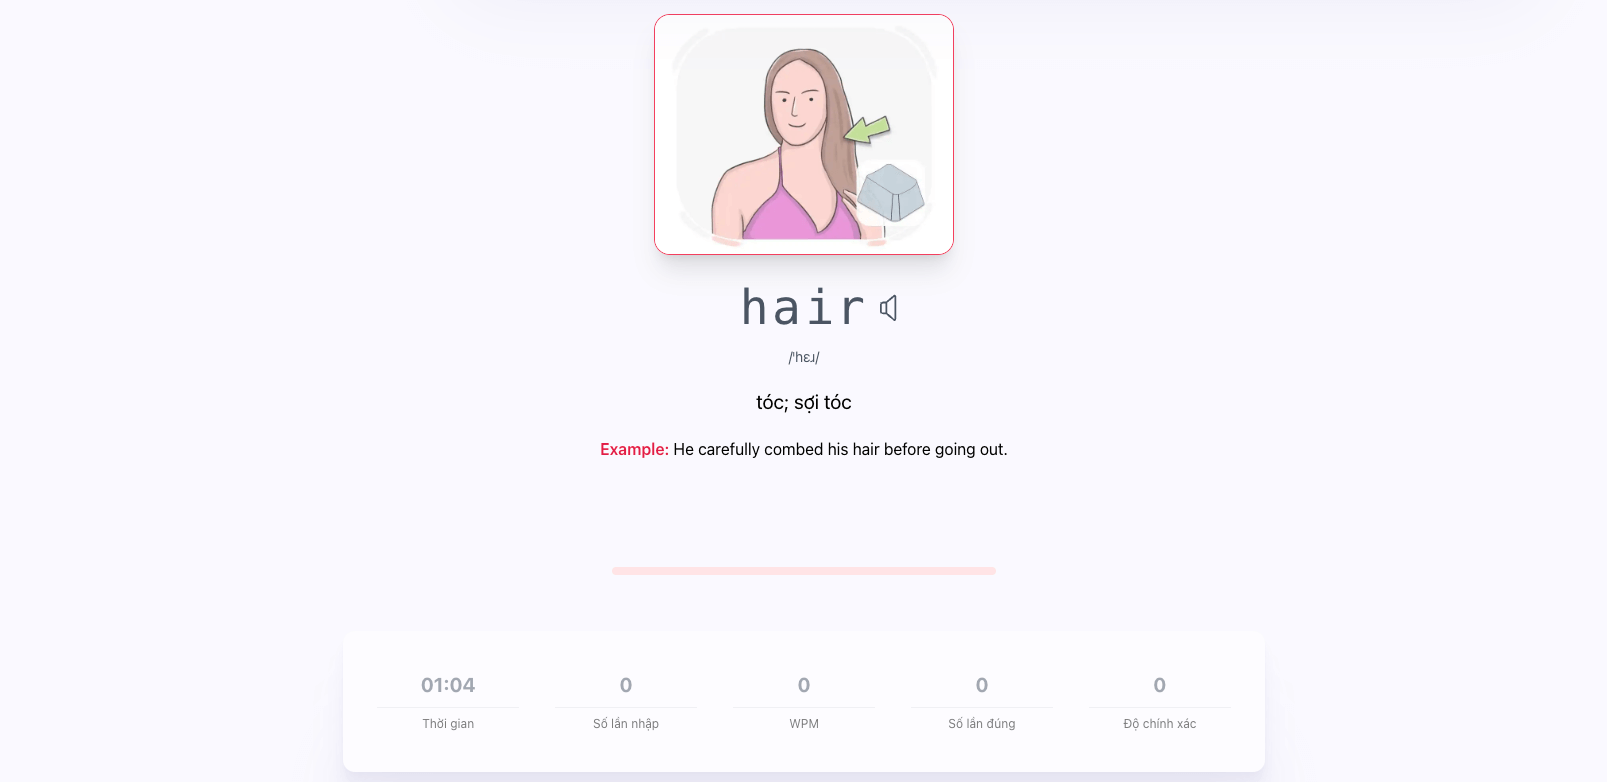 hair
/ˈhɛɹ/
tóc; sợi tóc
Example: He carefully combed his hair before going out.
01:04 0 0 0 0
Thời gian Số lần nhập WPM Số lần đúng Độ chính xác